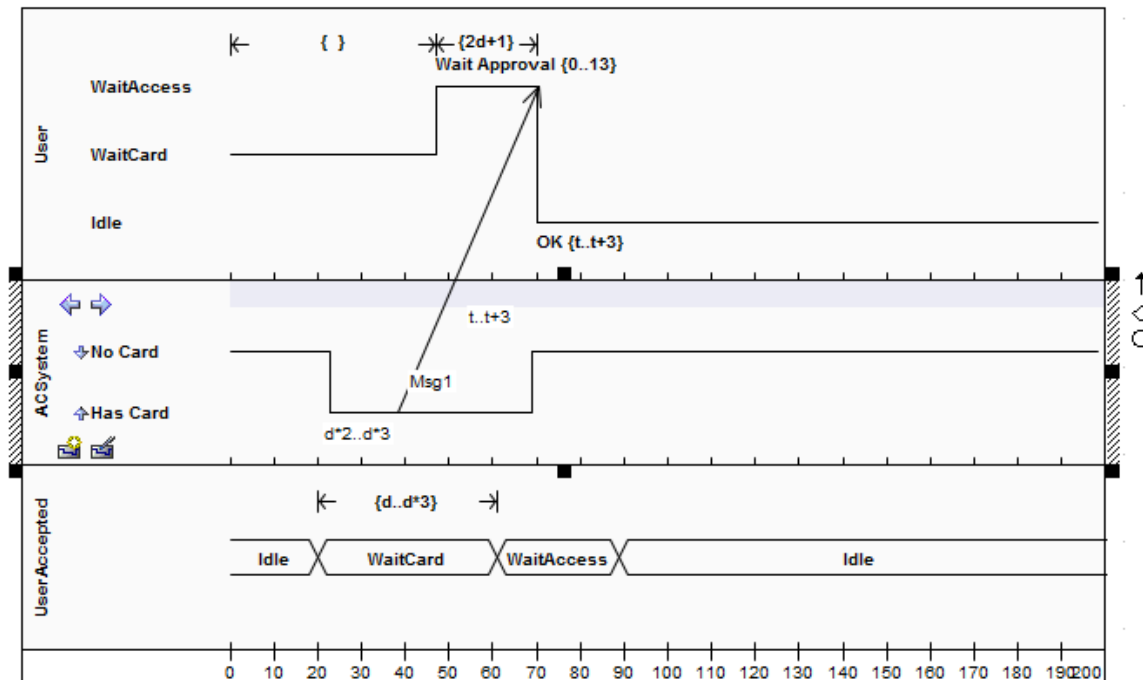 { }
{2d+1}
Wait Approval {0..13}
User
WaitAccess
WaitCard
Idle
OK {t..t+3}
ACSystem
t..t+3
No Card
Msg1
Has Card
d*2..d*3
UserAccepted
{d..d*3}
Idle WaitCard WaitAccess Idle
0 10 20 30 40 50 60 70 80 90 100 110 120 130 140 150 160 170 180 190 200